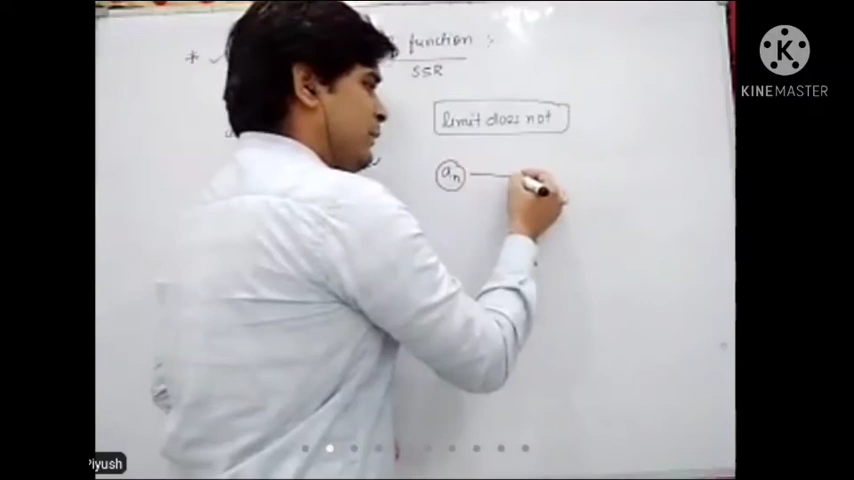 function :-
SSR
limit does not
an
KINEMASTER
Piyush